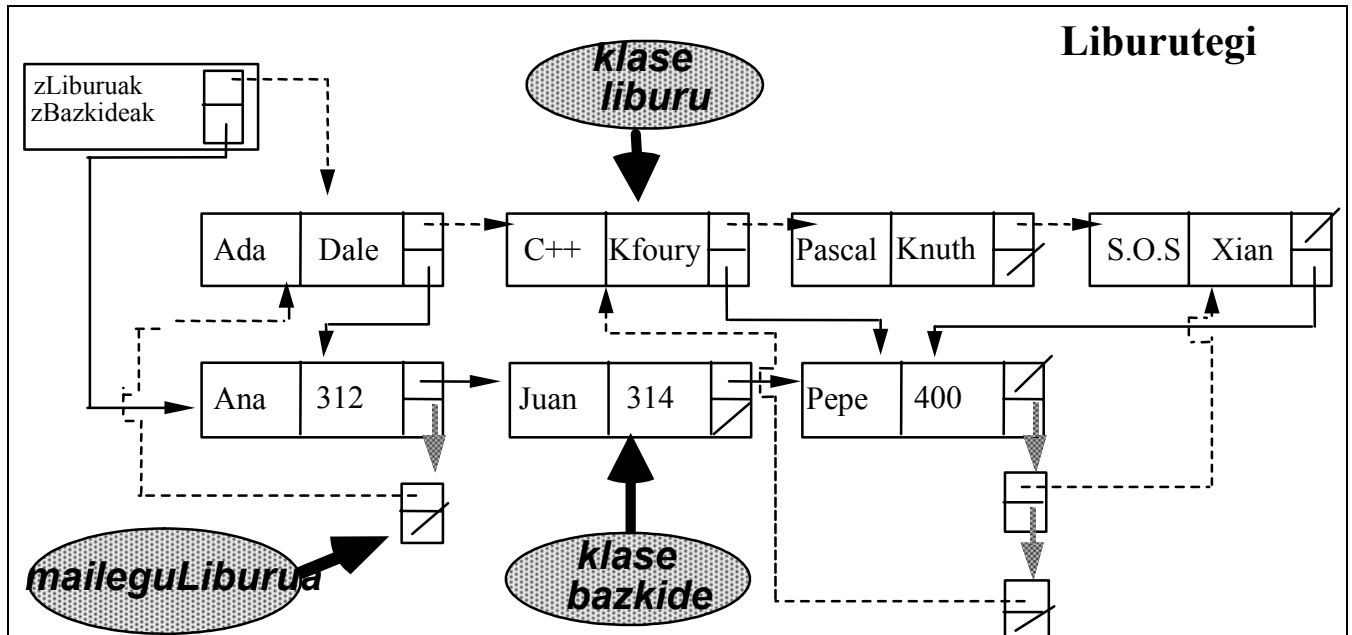 Liburutegi
zLiburuak
zBazkideak
klase
liburu
Ada Dale
C++ Kfoury
Pascal Knuth
S.O.S Xian
Ana 312
Juan 314
Pepe 400
maileguLiburua
klase
bazkide